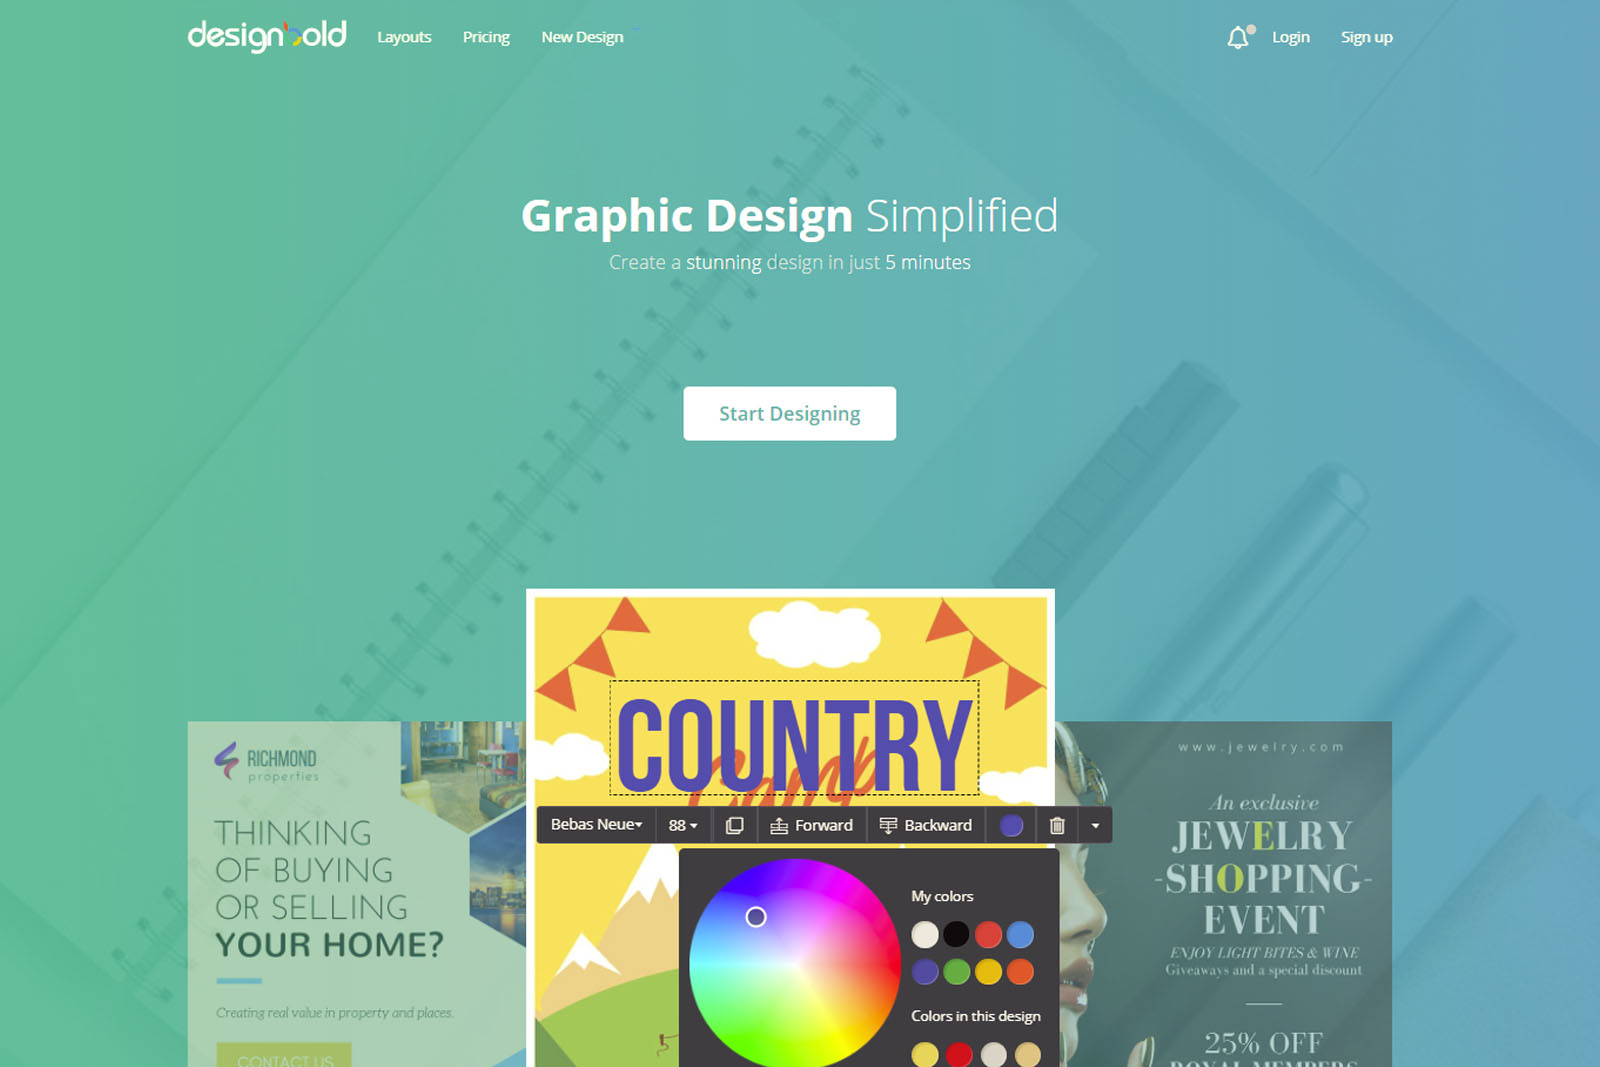 designbold
Layouts
Pricing
New Design
Login
Sign up
Graphic Design Simplified
Create a stunning design in just 5 minutes
Start Designing
COUNTRY
Camp
Bebas Neue
88
Forward
Backward
My colors
Colors in this design
RICHMOND
properties
THINKING
OF BUYING
OR SELLING
YOUR HOME?
Creating real value in property and places.
CONTACT US
www.jewelry.com
An exclusive
JEWELRY
-SHOPPING-
EVENT
ENJOY LIGHT BITES & WINE
Giveaways and a special discount
25% OFF
ROYAL MEMBERS